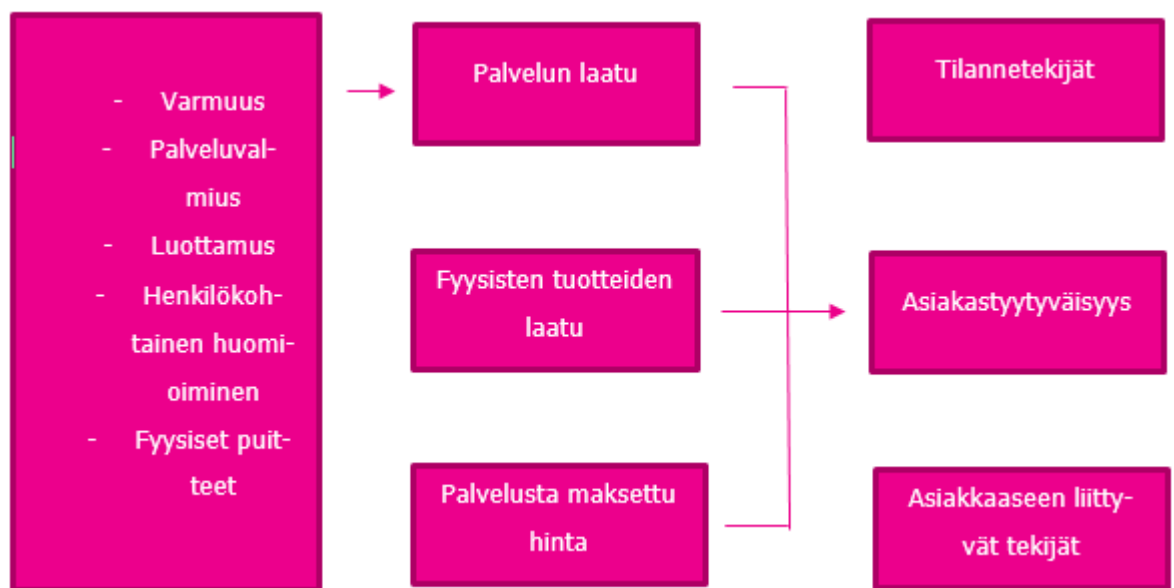 - Varmuus
- Palveluval-
mius
- Luottamus
- Henkilökoh-
tainen huomi-
oiminen
- Fyysiset puit-
teet
Palvelun laatu
Fyysisten tuotteiden
laatu
Palvelusta maksettu
hinta
Tilannetekijät
Asiakastyytyväisyys
Asiakkaaseen liitty-
vät tekijät